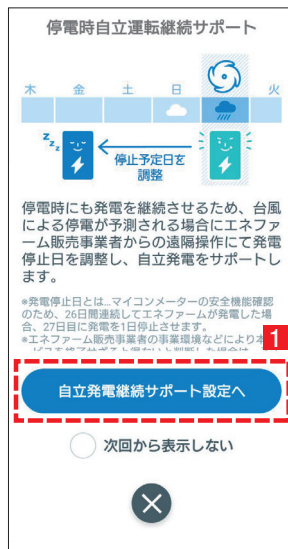 停電時自立運転継続サポート
木 金 土 日 火
zzz
停止予定日を
調整
停電時にも発電を継続させるため、台風
による停電が予測される場合にエネファ
ーム販売事業者からの遠隔操作にて発電
停止日を調整し、自立発電をサポートし
ます。
※発電停止日とは…マイコンメーターの安全機能確認
のため、26日間連続してエネファームが発電した場
合、27日目に発電を1日停止させます。
※エネファーム販売事業者の事業環境などにより本
1
自立発電継続サポート設定へ
次回から表示しない